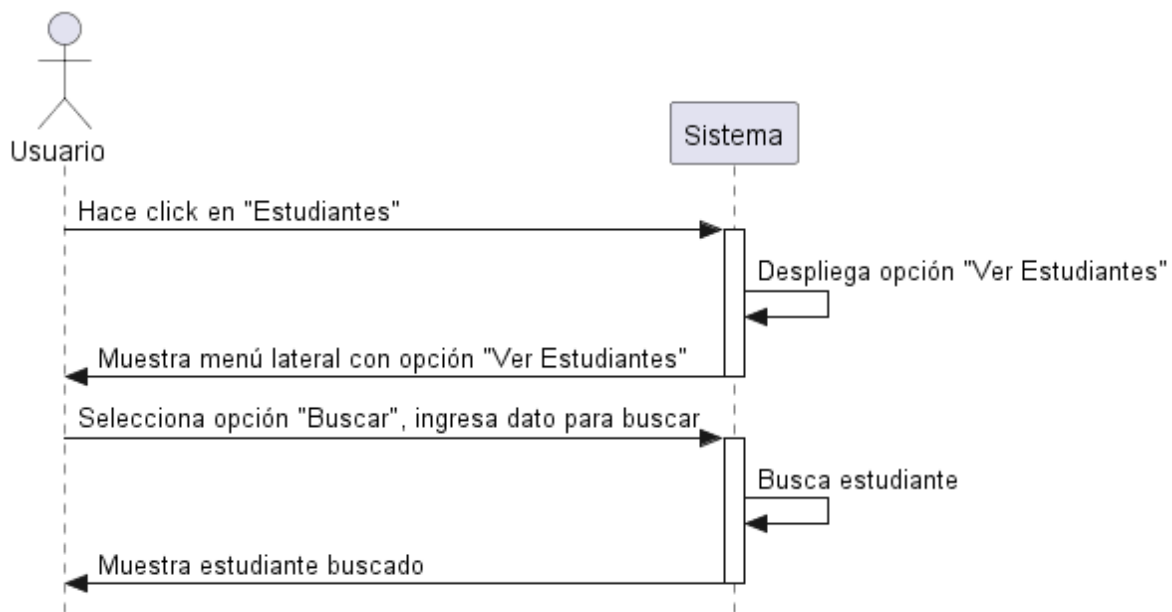 Usuario
Sistema
Hace click en "Estudiantes"
Despliega opción "Ver Estudiantes"
Muestra menú lateral con opción "Ver Estudiantes"
Selecciona opción "Buscar", ingresa dato para buscar
Busca estudiante
Muestra estudiante buscado